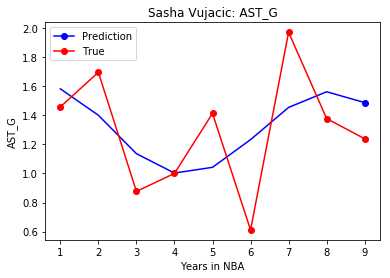 Sasha Vujacic: AST_G
Prediction
True
2.0
1.8
1.6
1.4
1.2
1.0
0.8
0.6
AST_G
1 2 3 4 5 6 7 8 9
Years in NBA